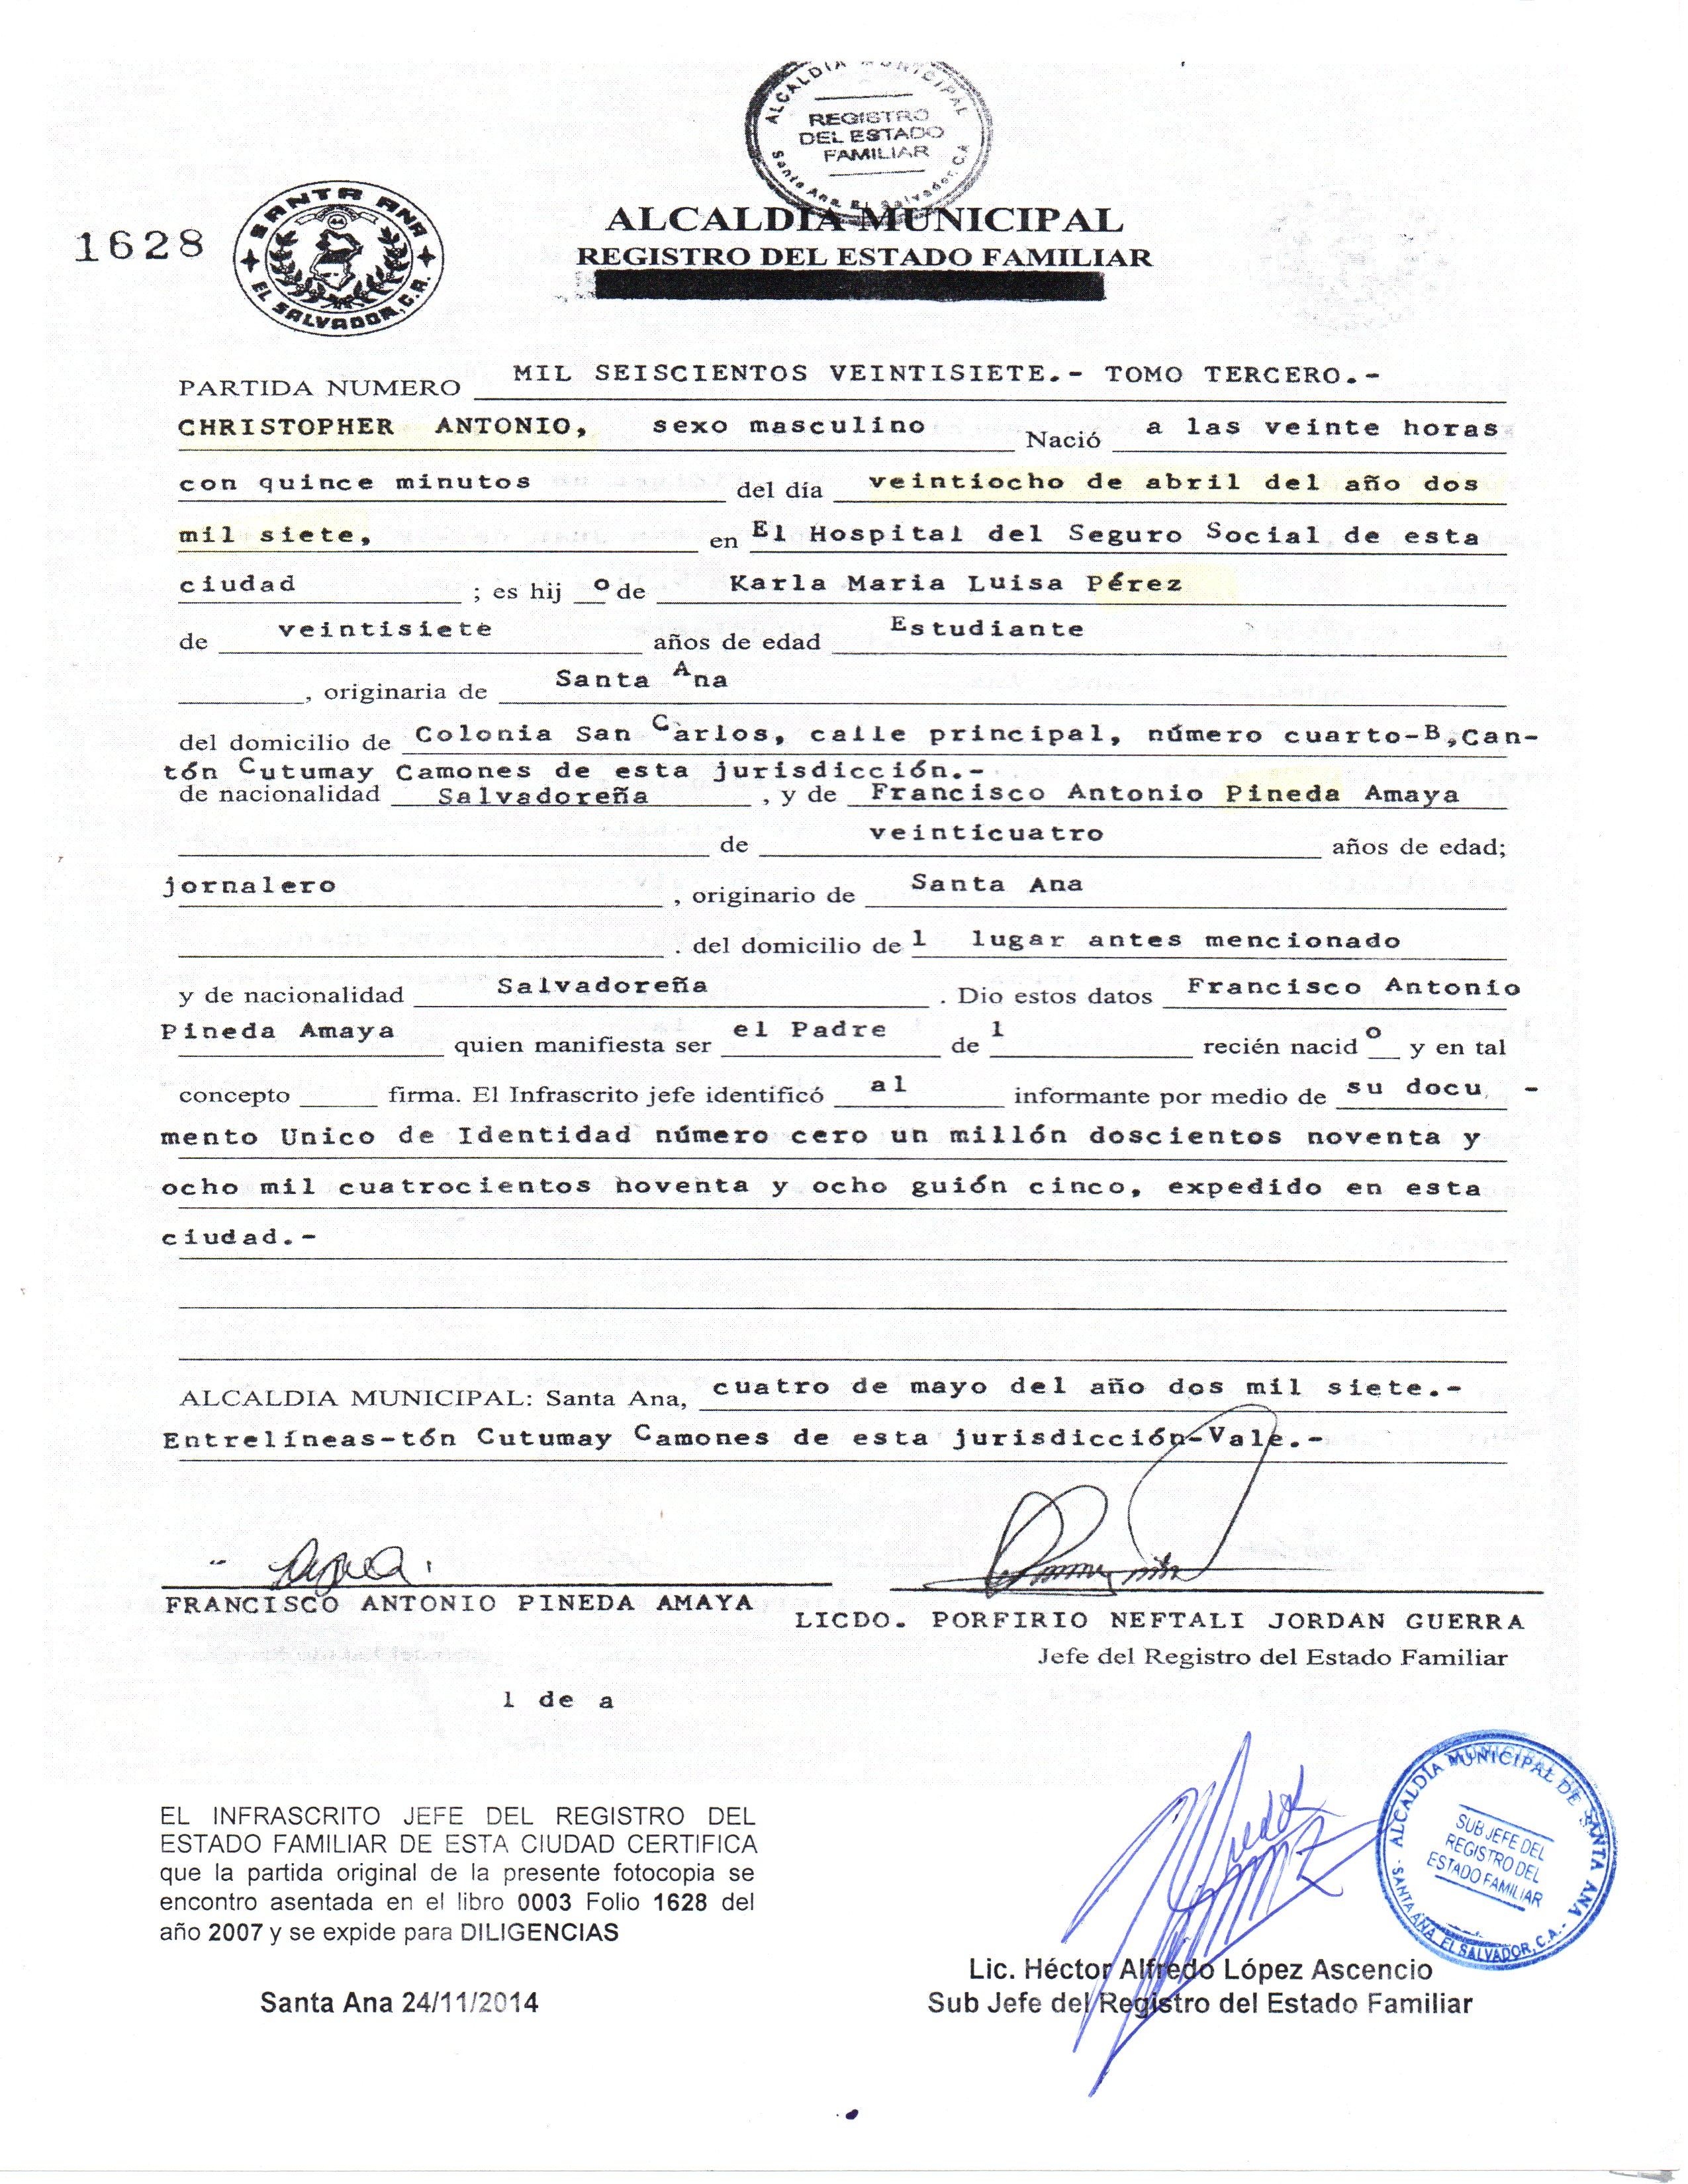 ALCALDIA MUNICIPAL
REGISTRO
DEL ESTADO
FAMILIAR
Santa Ana, El Salvador, C.A.
1628
SANTA ANA
EL SALVADOR, C.A.
ALCALDIA MUNICIPAL
REGISTRO DEL ESTADO FAMILIAR
PARTIDA NUMERO MIL SEISCIENTOS VEINTISIETE.- TOMO TERCERO.-
CHRISTOPHER ANTONIO, sexo masculino Nació a las veinte horas
con quince minutos del día veintiocho de abril del año dos
mil siete, en El Hospital del Seguro Social de esta
ciudad ; es hij o de Karla Maria Luisa Pérez
de veintisiete años de edad Estudiante
, originaria de Santa Ana
del domicilio de Colonia San Carlos, calle principal, número cuarto-B,Can-
tón Cutumay Camones de esta jurisdicción.-
de nacionalidad Salvadoreña , y de Francisco Antonio Pineda Amaya
de veinticuatro años de edad;
jornalero , originario de Santa Ana
. del domicilio de l lugar antes mencionado
y de nacionalidad Salvadoreña . Dio estos datos Francisco Antonio
Pineda Amaya quien manifiesta ser el Padre de l recién nacid o y en tal
concepto firma. El Infrascrito jefe identificó al informante por medio de su docu -
mento Unico de Identidad número cero un millón doscientos noventa y
ocho mil cuatrocientos noventa y ocho guión cinco, expedido en esta
ciudad.-
ALCALDIA MUNICIPAL: Santa Ana, cuatro de mayo del año dos mil siete.-
Entrelíneas-tón Cutumay Camones de esta jurisdicción-Vale.-
FRANCISCO ANTONIO PINEDA AMAYA
LICDO. PORFIRIO NEFTALI JORDAN GUERRA
Jefe del Registro del Estado Familiar
l de a
EL INFRASCRITO JEFE DEL REGISTRO DEL
ESTADO FAMILIAR DE ESTA CIUDAD CERTIFICA
que la partida original de la presente fotocopia se
encontro asentada en el libro 0003 Folio 1628 del
año 2007 y se expide para DILIGENCIAS
Santa Ana 24/11/2014
ALCALDÍA MUNICIPAL DE SANTA ANA
SUB JEFE DEL
REGISTRO DEL
ESTADO FAMILIAR
SANTA ANA, EL SALVADOR, C.A.
Lic. Héctor Alfredo López Ascencio
Sub Jefe del Registro del Estado Familiar